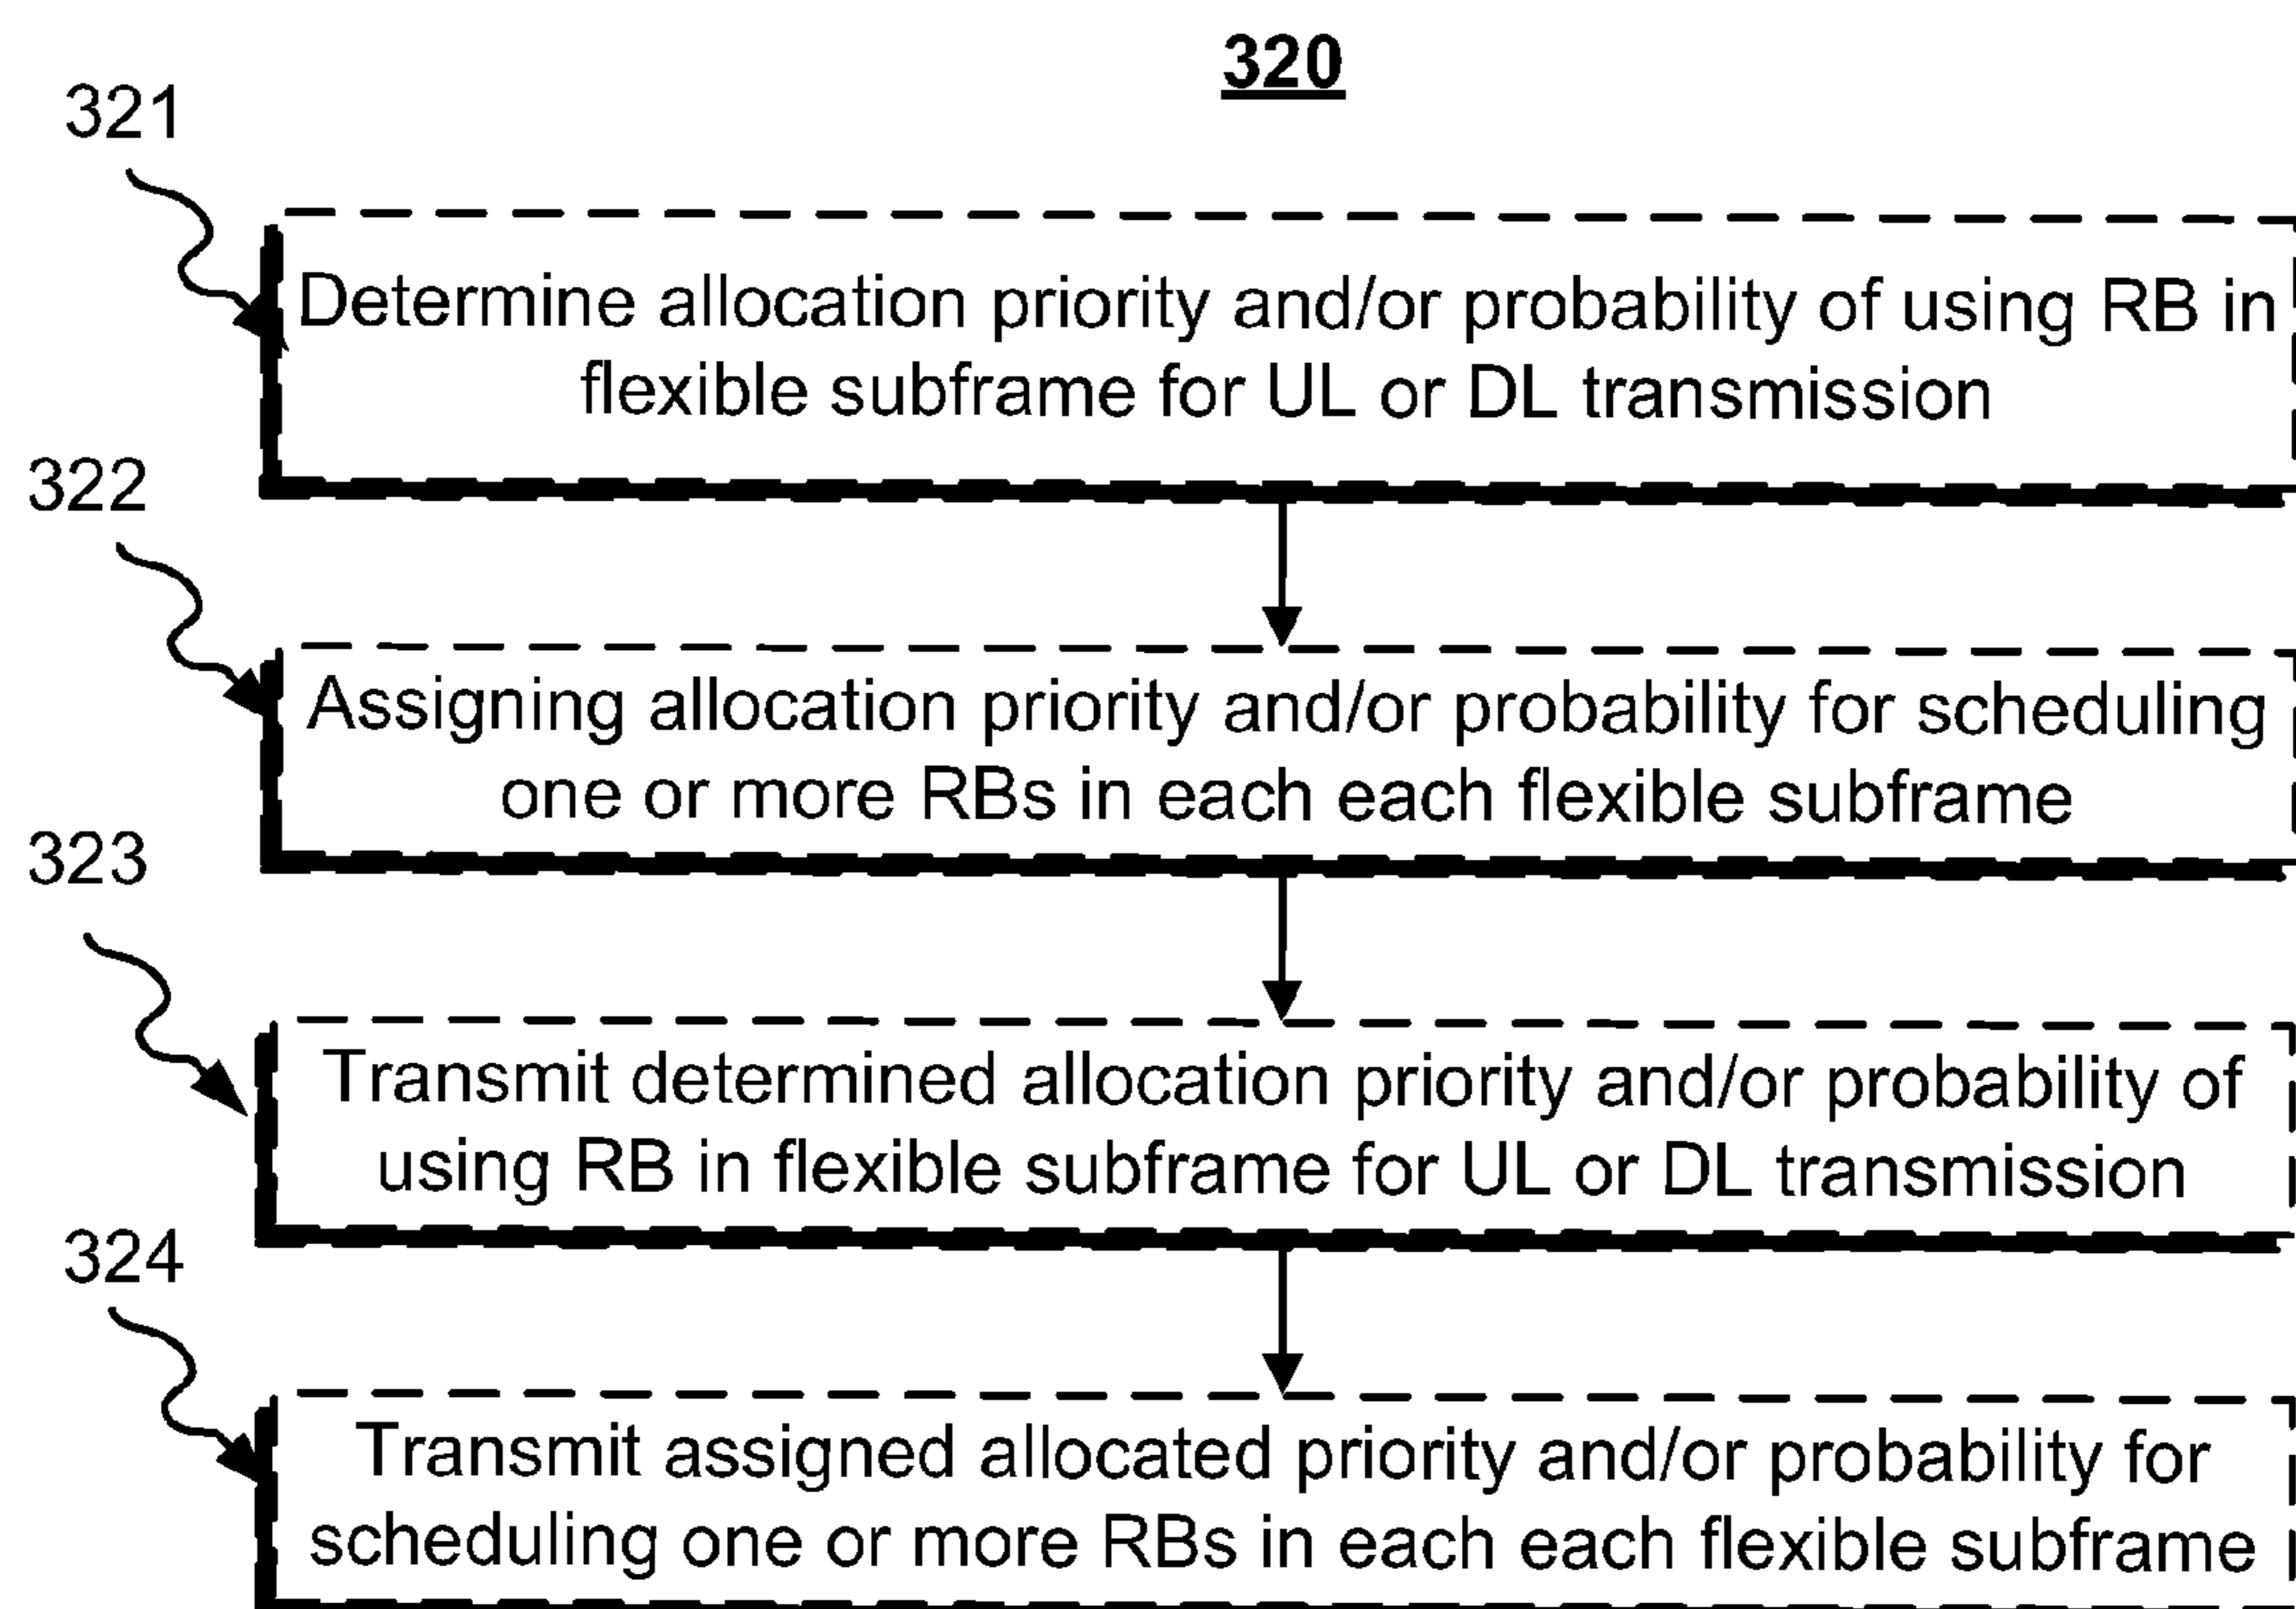 320
321
Determine allocation priority and/or probability of using RB in
flexible subframe for UL or DL transmission
322
Assigning allocation priority and/or probability for scheduling
one or more RBs in each each flexible subframe
323
Transmit determined allocation priority and/or probability of
using RB in flexible subframe for UL or DL transmission
324
Transmit assigned allocated priority and/or probability for
scheduling one or more RBs in each each flexible subframe